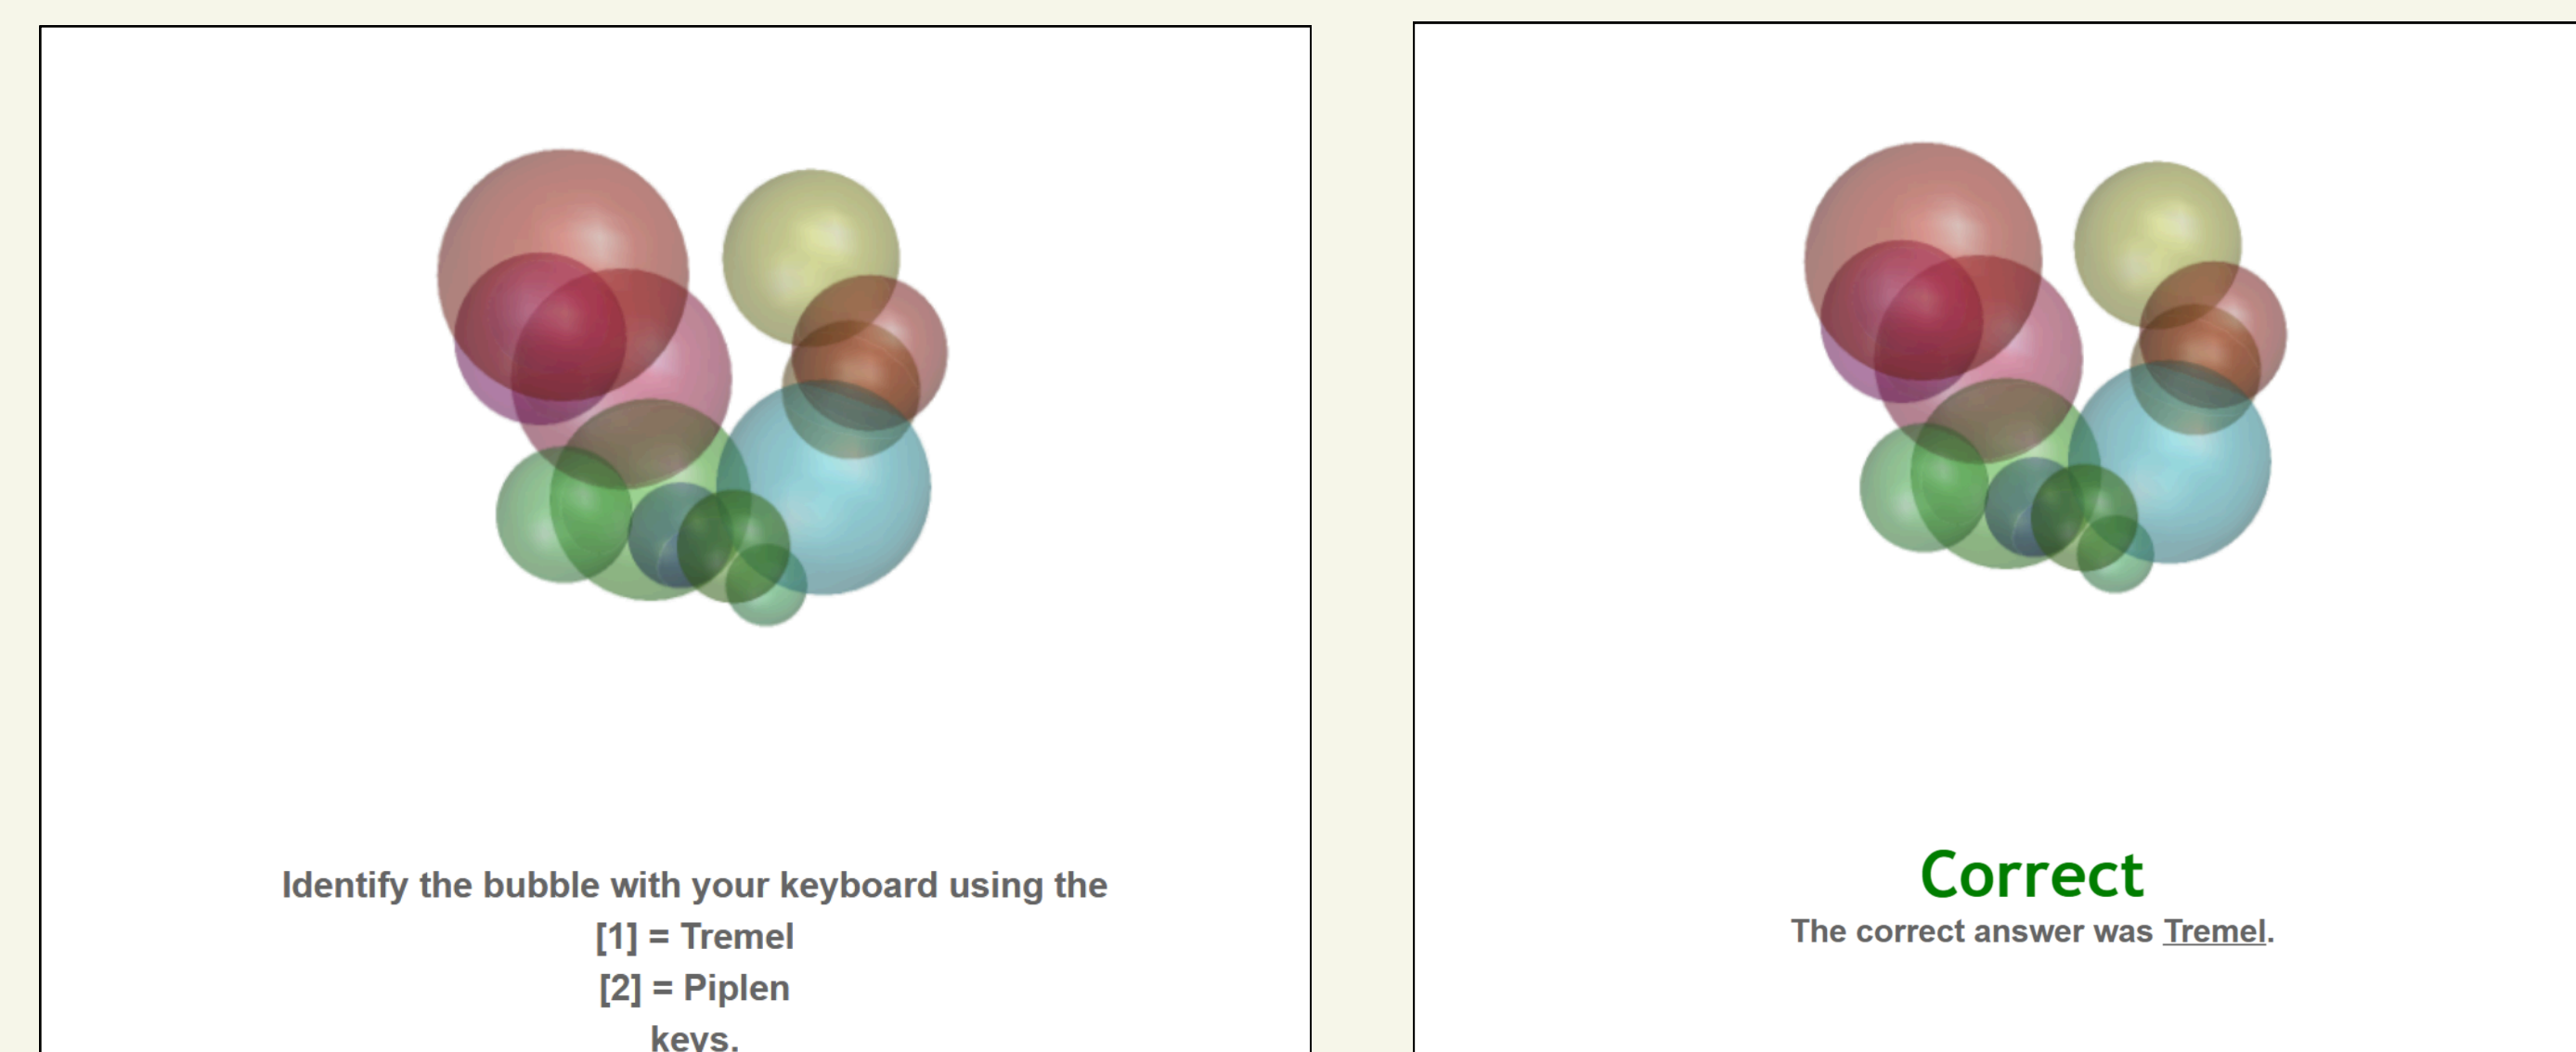 Identify the bubble with your keyboard using the
[1] = Tremel
[2] = Piplen
keys.
Correct
The correct answer was Tremel.